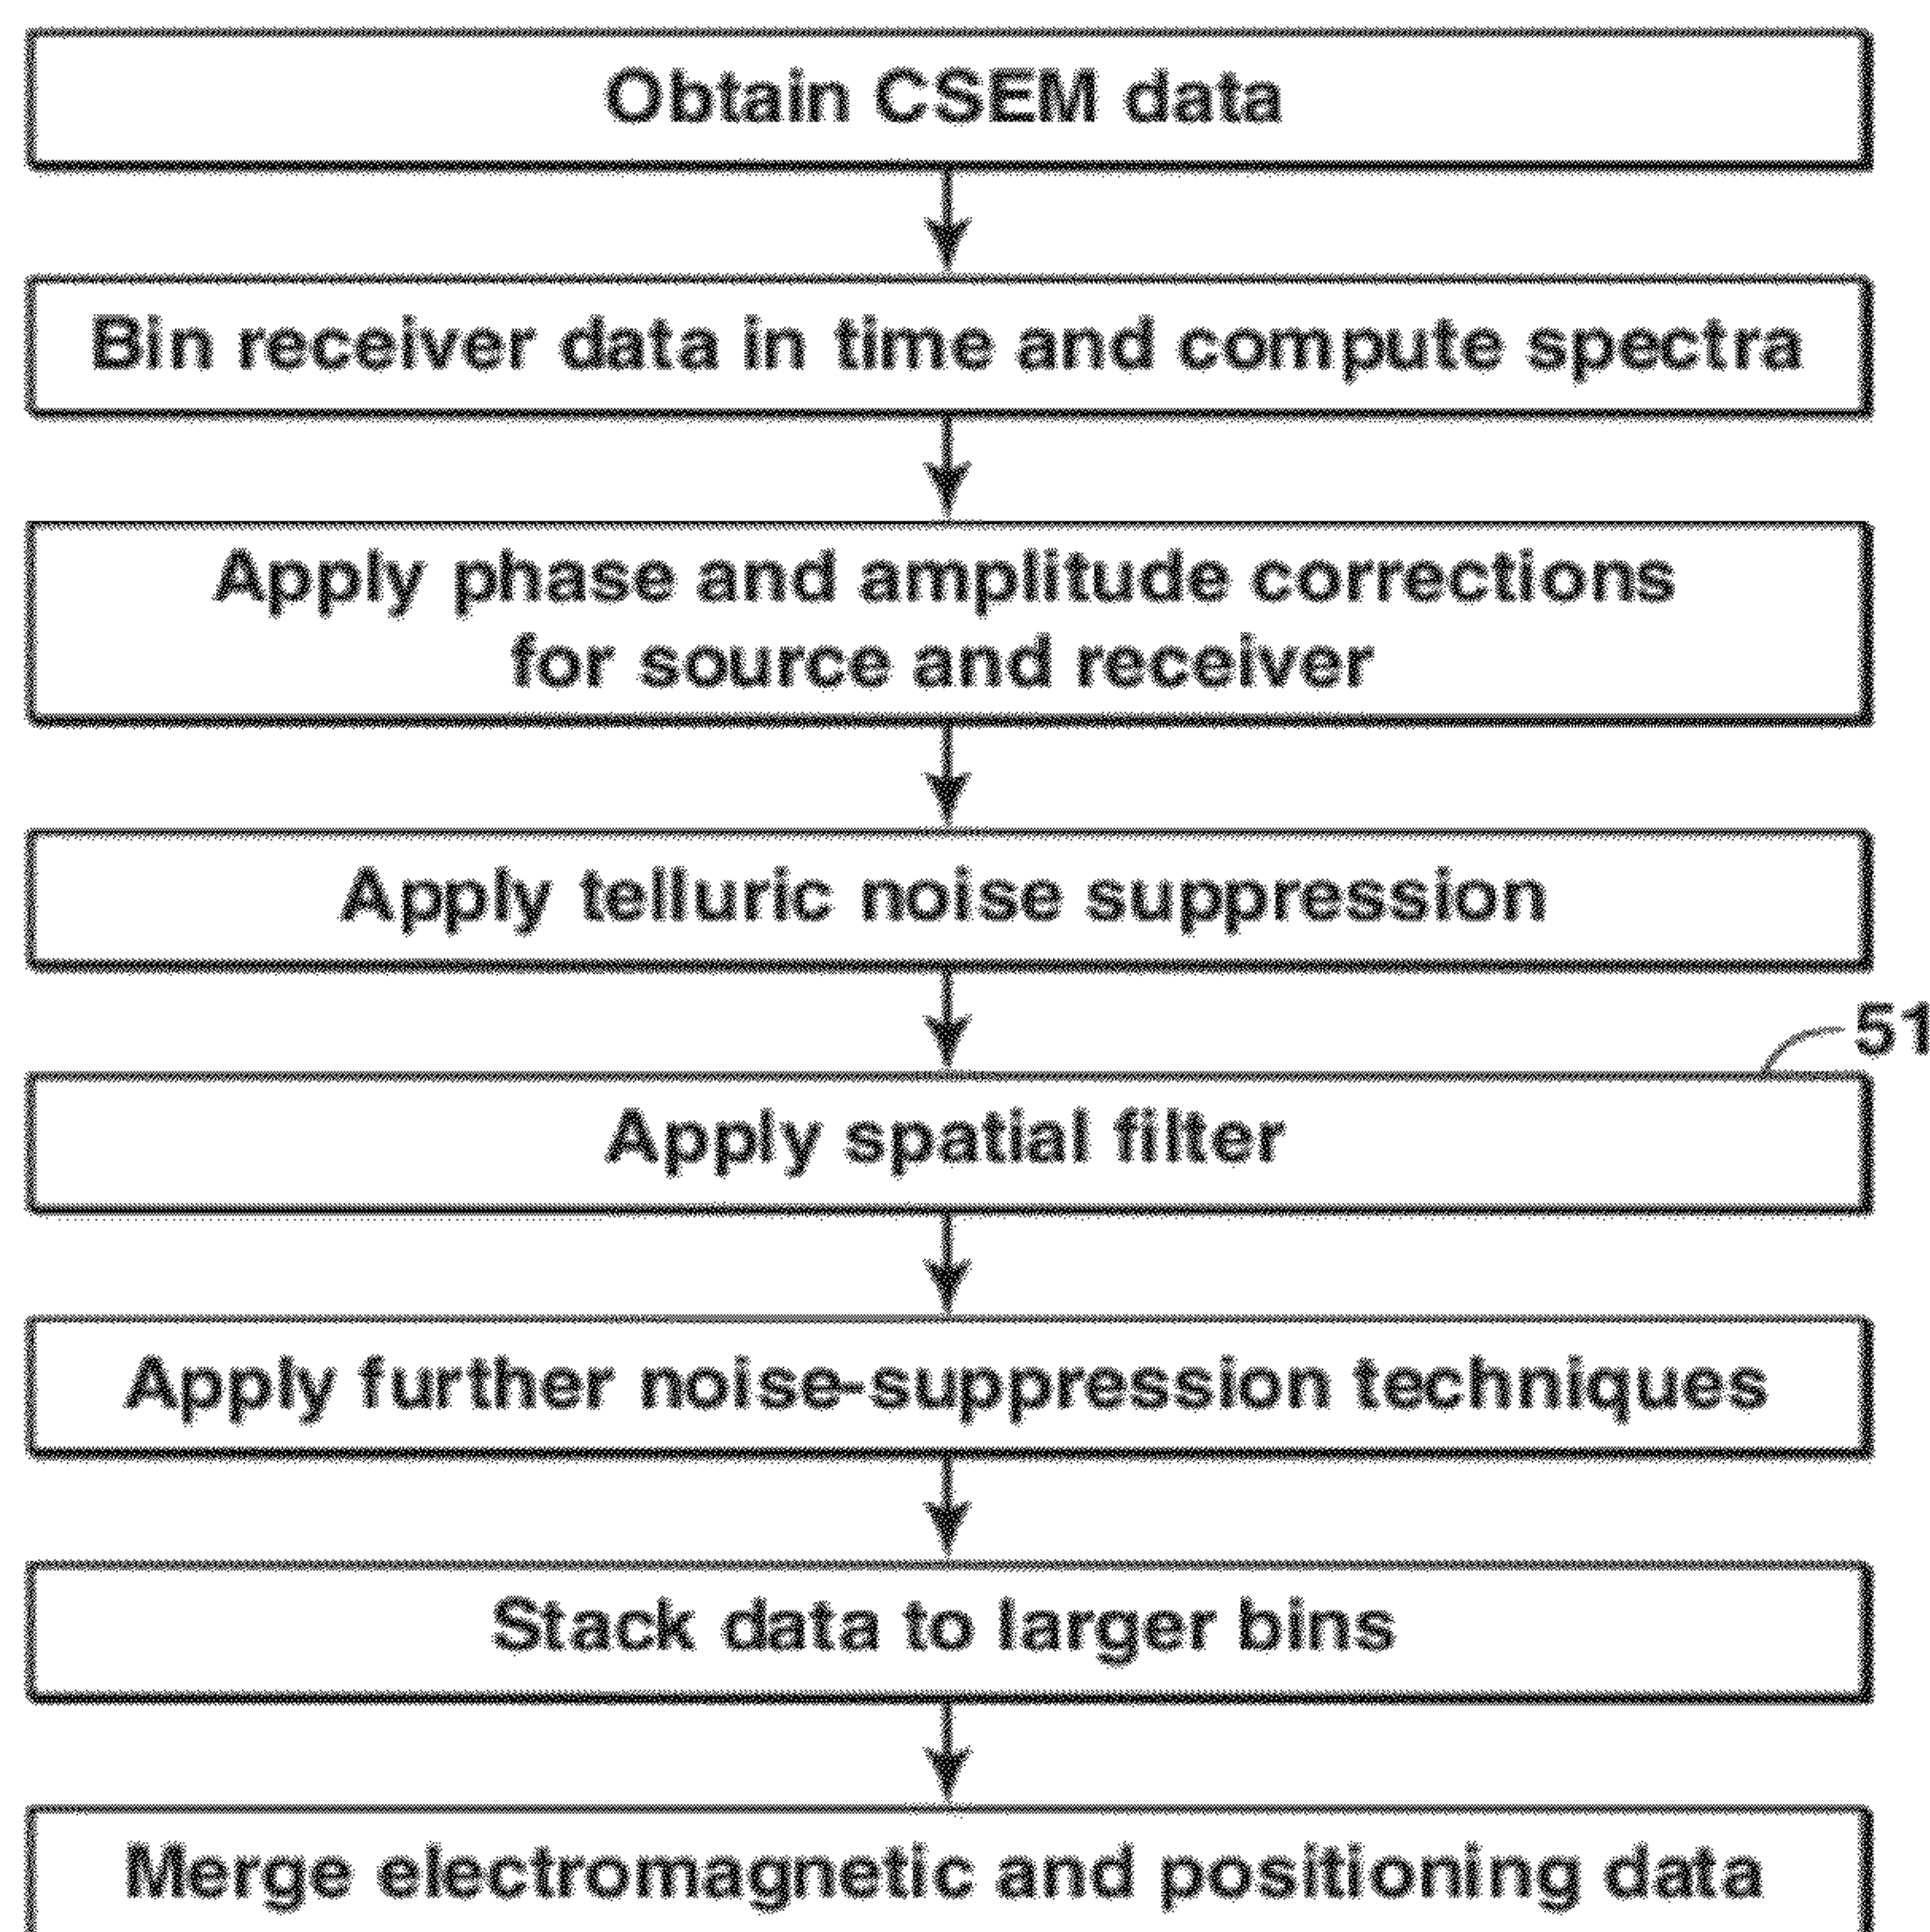 Obtain CSEM data
Bin receiver data in time and compute spectra
Apply phase and amplitude corrections
for source and receiver
Apply telluric noise suppression
51
Apply spatial filter
Apply further noise-suppression techniques
Stack data to larger bins
Merge electromagnetic and positioning data